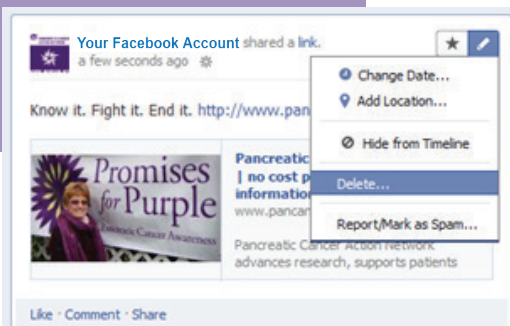 Your Facebook Account shared a link.
a few seconds ago
Change Date...
Add Location...
Know it. Fight it. End it. http://www.pan
Hide from Timeline
Delete...
Report/Mark as Spam...
Promises
for Purple
Pancreatic Cancer Awareness
Pancreatic
| no cost p
information
www.pancan
Pancreatic Cancer Action Network
advances research, supports patients
Like · Comment · Share